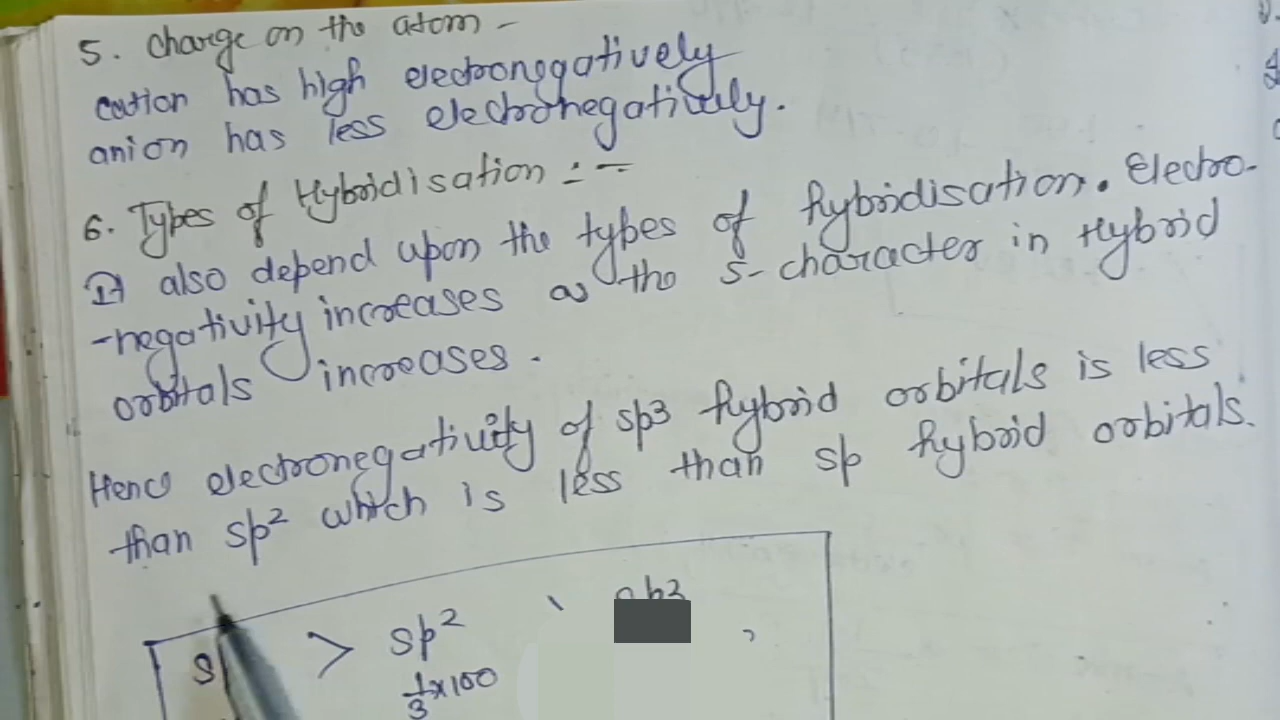 5. Charge on the atom -
cation has high electronegatively
anion has less electronegatively.
6. Types of Hybridisation :-
It also depend upon the types of hybridisation. Electro-
-negativity increases as the s-character in Hybrid
orbitals increases.
Hence electronegativity of sp3 hybrid orbitals is less
than sp² which is less than sp hybrid orbitals.
> sp²
1/3 x 100